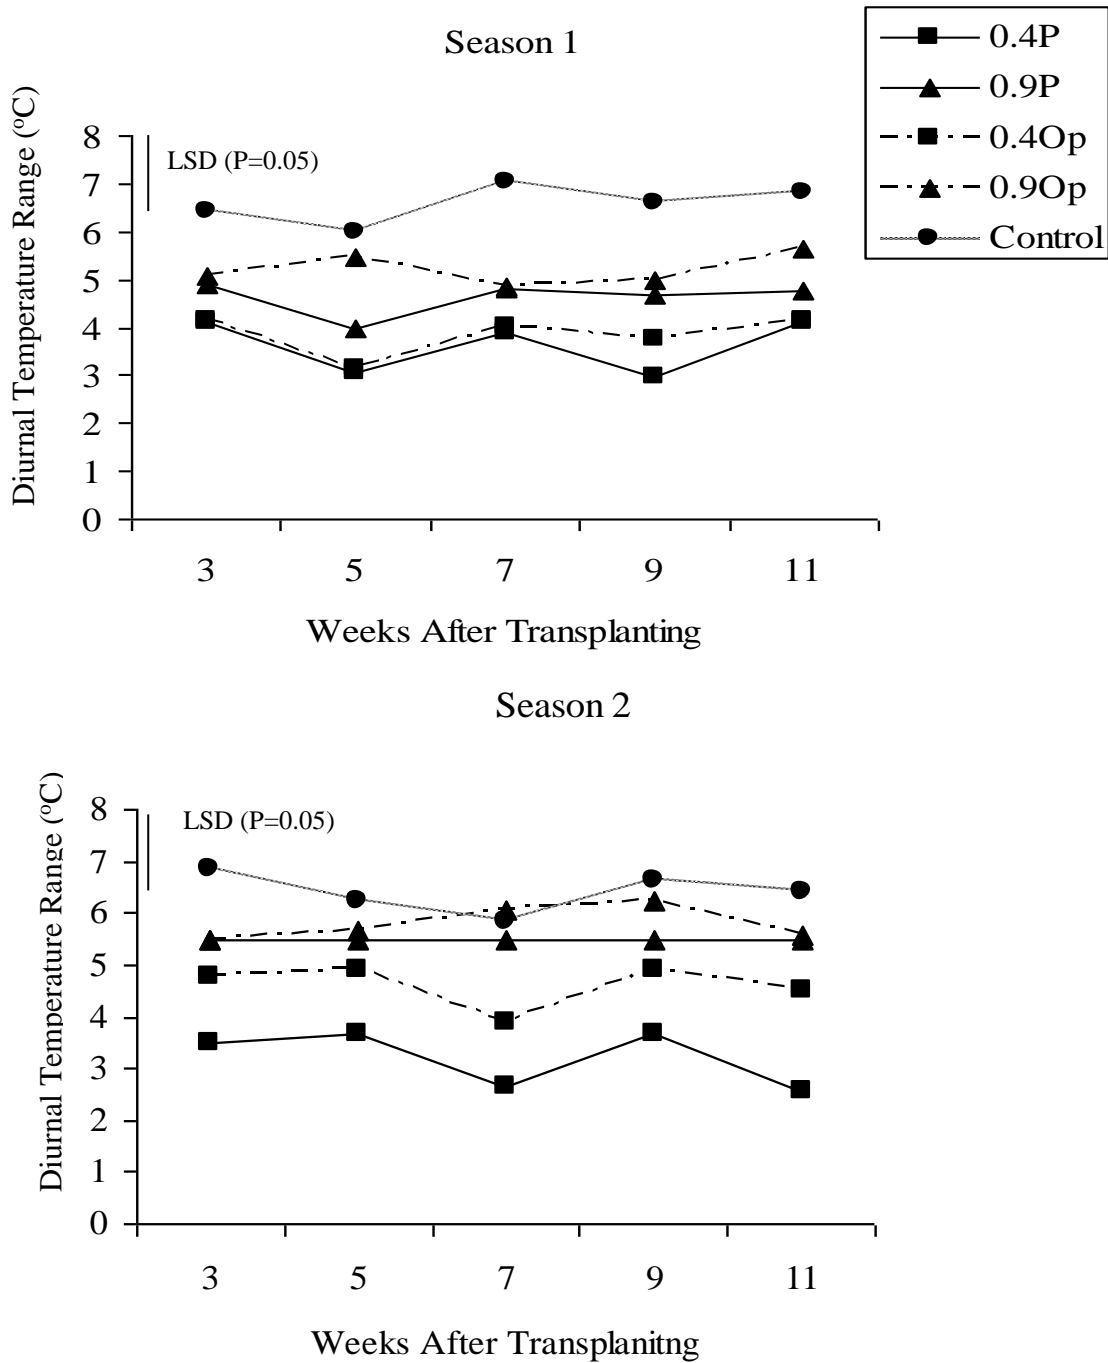 Season 1
0.4P
0.9P
0.4Op
0.9Op
Control
Diurnal Temperature Range (ºC)
LSD (P=0.05)
8
7
6
5
4
3
2
1
0
3 5 7 9 11
Weeks After Transplanting
Season 2
Diurnal Temperature Range (ºC)
LSD (P=0.05)
8
7
6
5
4
3
2
1
0
3 5 7 9 11
Weeks After Transplanitng